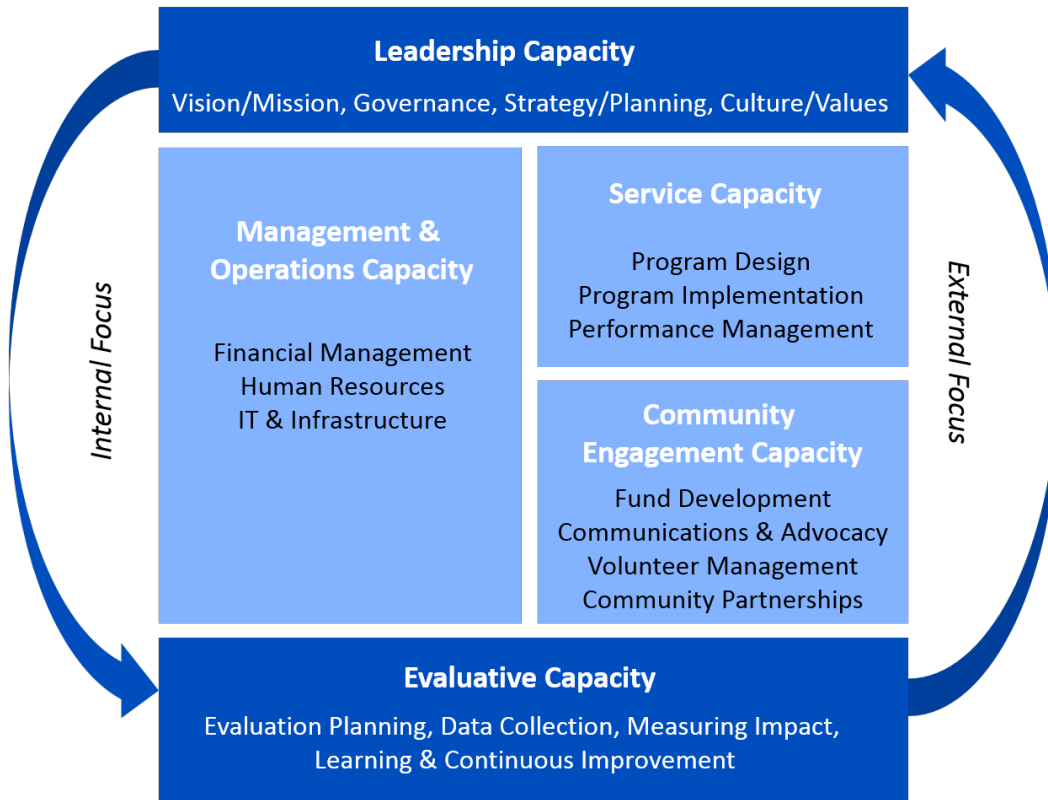 Leadership Capacity
Vision/Mission, Governance, Strategy/Planning, Culture/Values
Internal Focus
Management &
Operations Capacity
Financial Management
Human Resources
IT & Infrastructure
Service Capacity
Program Design
Program Implementation
Performance Management
Community
Engagement Capacity
Fund Development
Communications & Advocacy
Volunteer Management
Community Partnerships
External Focus
Evaluative Capacity
Evaluation Planning, Data Collection, Measuring Impact,
Learning & Continuous Improvement